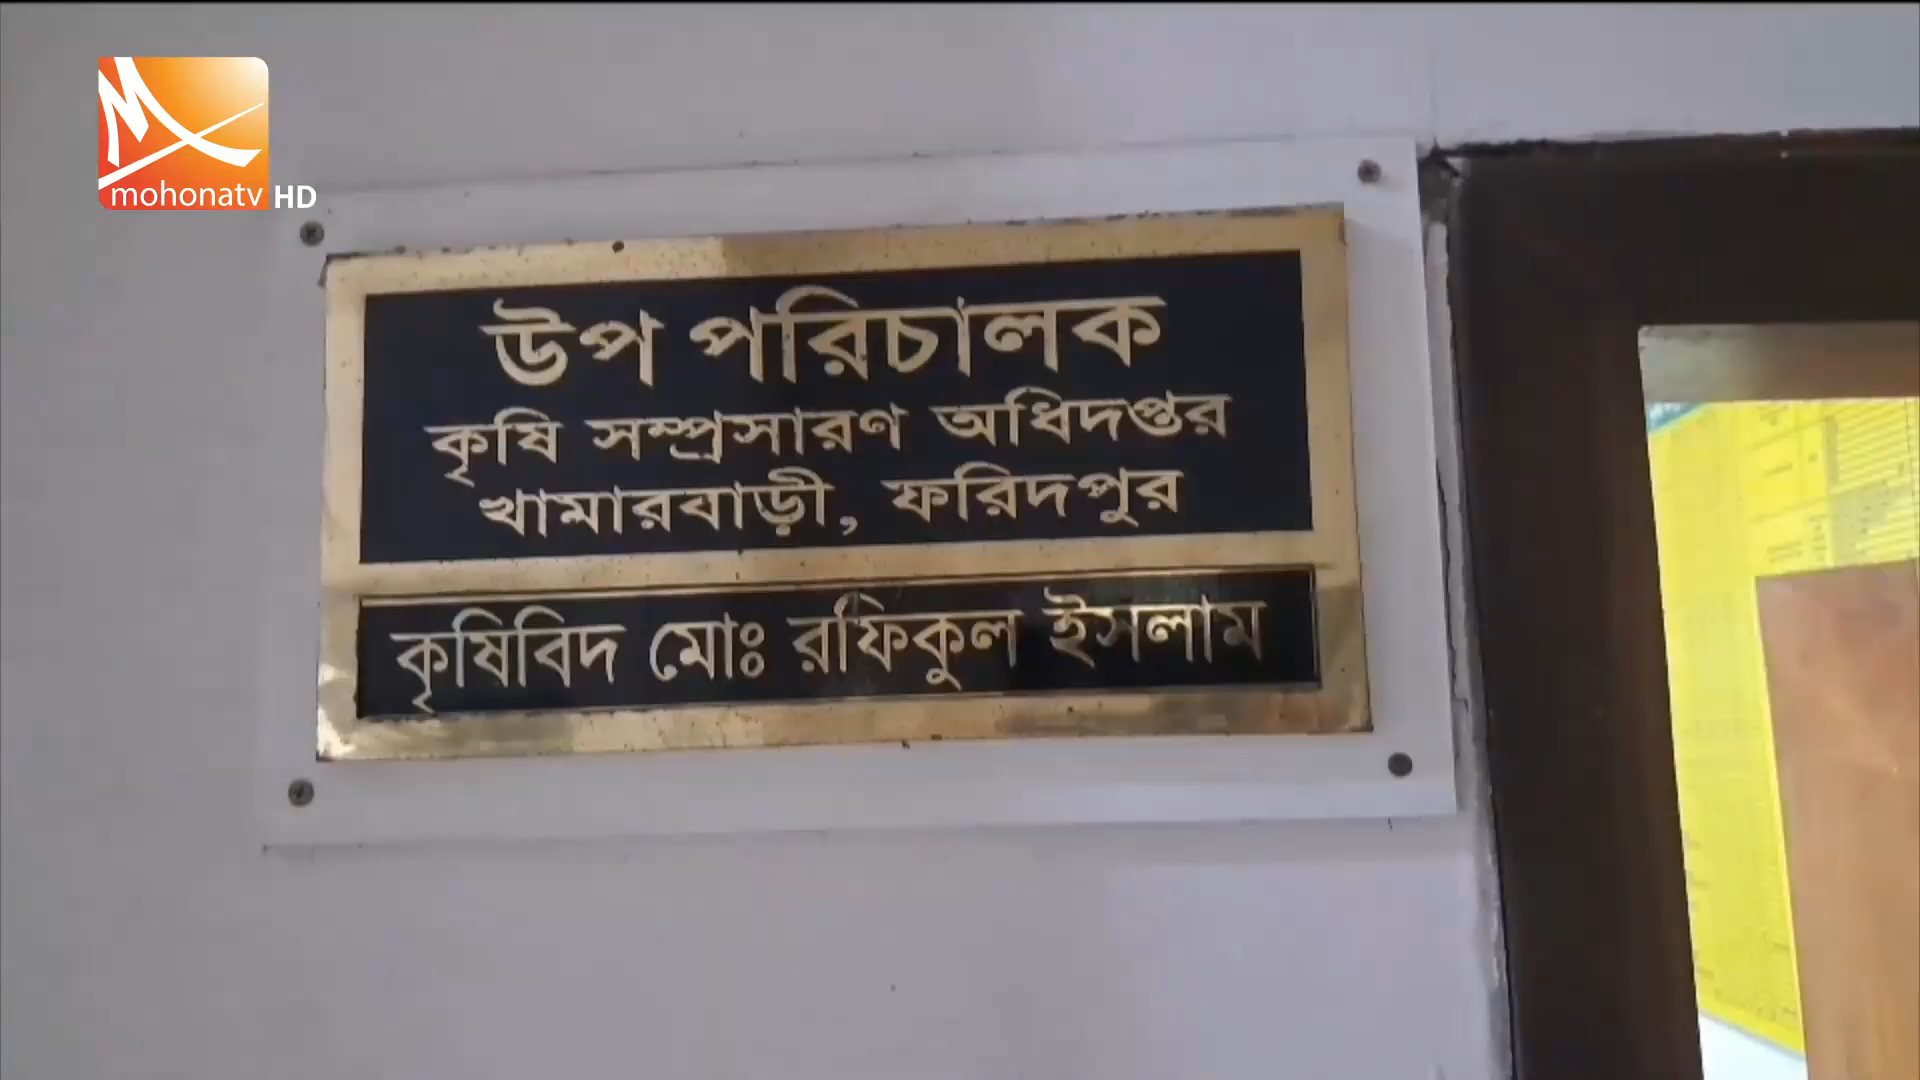 mohonatv HD
উপ পরিচালক
কৃষি সম্প্রসারণ অধিদপ্তর
খামারবাড়ী, ফরিদপুর
কৃষিবিদ মোঃ রফিকুল ইসলাম